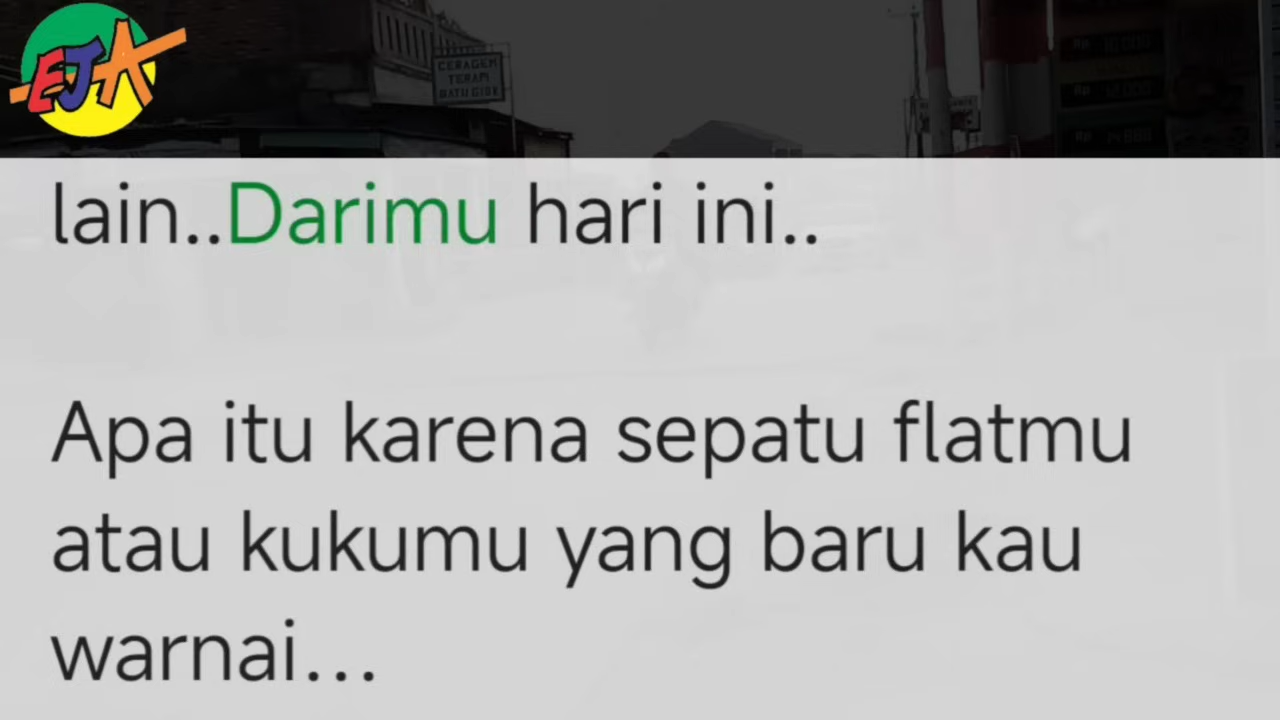 EJA
CERAGEM
TERAPI
BATU GIOK
lain..Darimu hari ini..
Apa itu karena sepatu flatmu
atau kukumu yang baru kau
warnai...